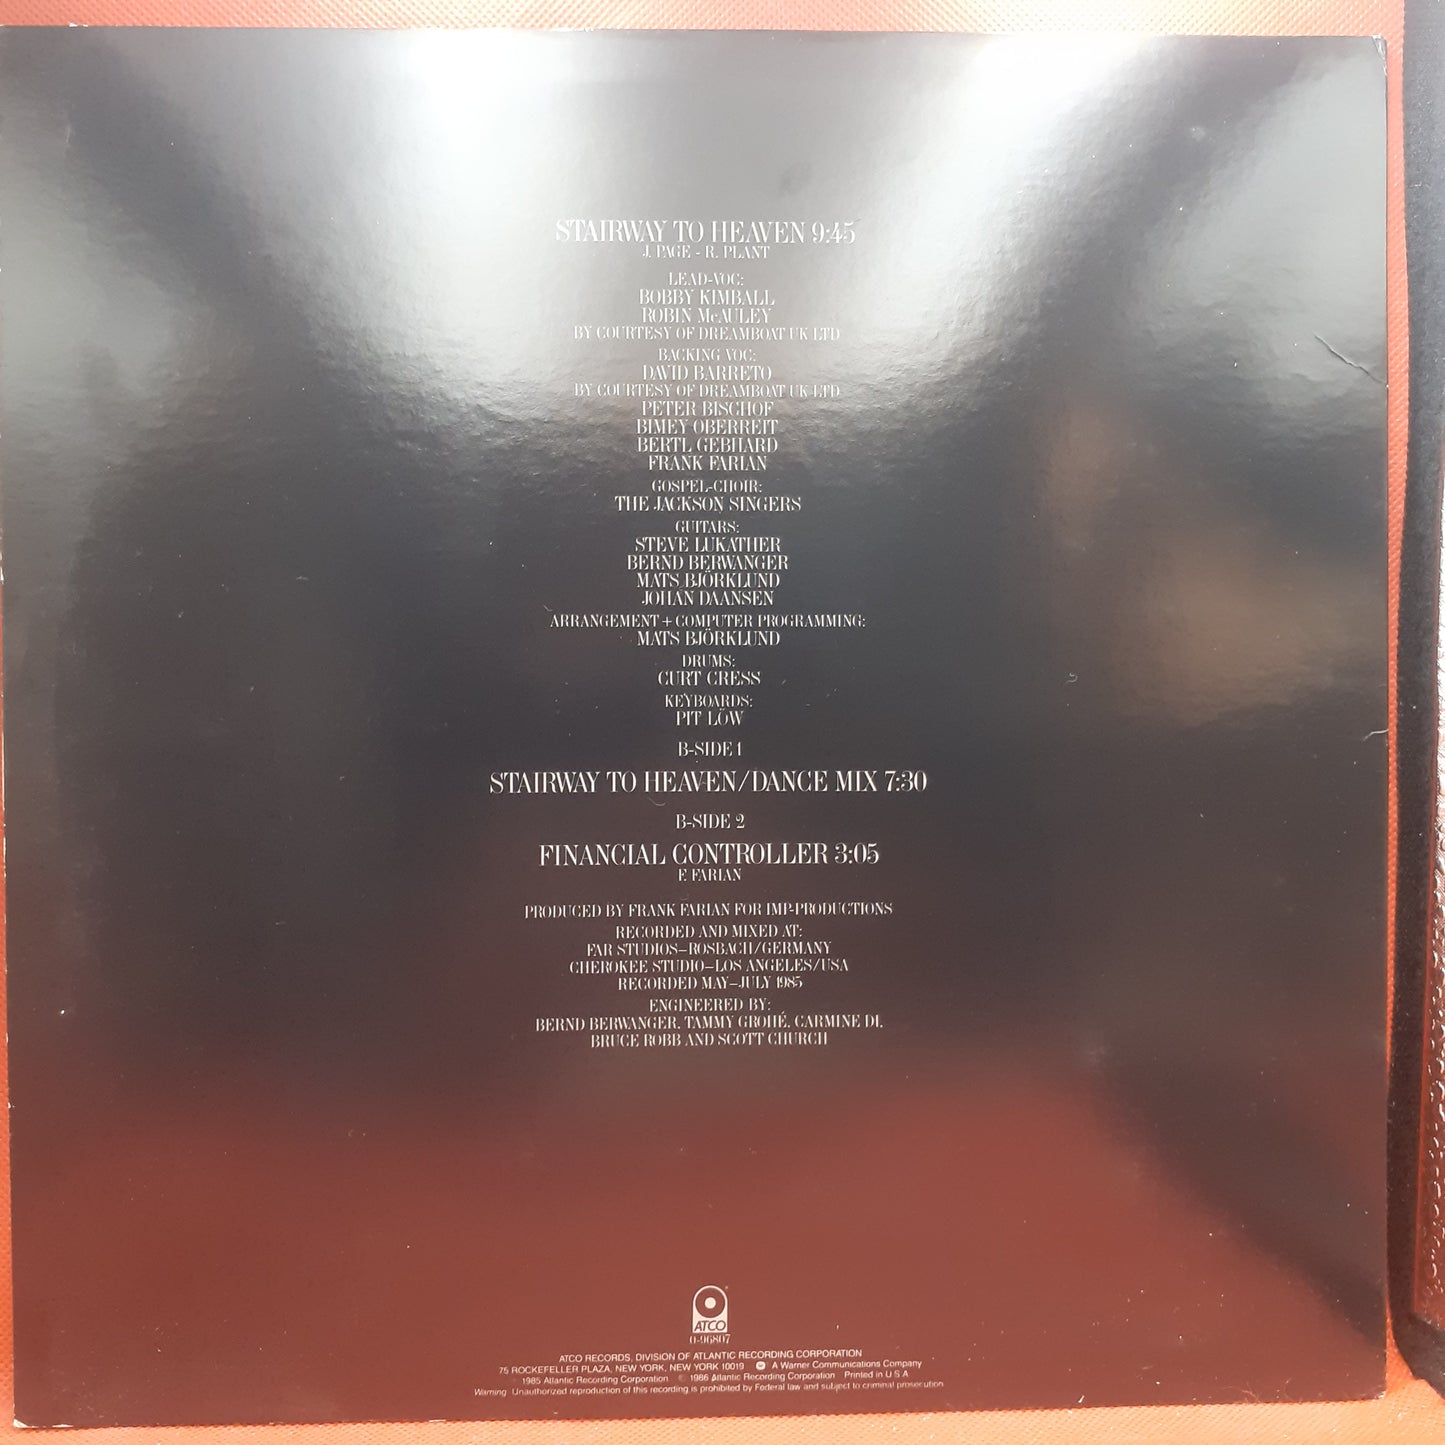 STAIRWAY TO HEAVEN 9:45
J. PAGE - R. PLANT
LEAD-VOC:
BOBBY KIMBALL
ROBIN McAULEY
BY COURTESY OF DREAMBOAT UK LTD
BACKING VOC:
DAVID BARRETO
BY COURTESY OF DREAMBOAT UK LTD
PETER BISCHOF
BIMEY OBERREIT
BERTL GEBHARD
FRANK FARIAN
GOSPEL-CHOIR:
THE JACKSON SINGERS
GUITARS:
STEVE LUKATHER
BERND BERWANGER
MATS BJÖRKLUND
JOHAN DAANSEN
ARRANGEMENT + COMPUTER PROGRAMMING:
MATS BJÖRKLUND
DRUMS:
CURT CRESS
KEYBOARDS:
PIT LÖW
B-SIDE 1
STAIRWAY TO HEAVEN/DANCE MIX 7:30
B-SIDE 2
FINANCIAL CONTROLLER 3:05
F. FARIAN
PRODUCED BY FRANK FARIAN FOR IMP-PRODUCTIONS
RECORDED AND MIXED AT:
FAR STUDIOS–ROSBACH/GERMANY
CHEROKEE STUDIO–LOS ANGELES/USA
RECORDED MAY–JULY 1985
ENGINEERED BY:
BERND BERWANGER, TAMMY GROHÉ, CARMINE DI,
BRUCE ROBB AND SCOTT CHURCH
ATCO
0-96807
ATCO RECORDS, DIVISION OF ATLANTIC RECORDING CORPORATION
75 ROCKEFELLER PLAZA, NEW YORK, NEW YORK 10019 A Warner Communications Company
1985 Atlantic Recording Corporation © 1986 Atlantic Recording Corporation Printed in U S A
Warning Unauthorized reproduction of this recording is prohibited by Federal law and subject to criminal prosecution